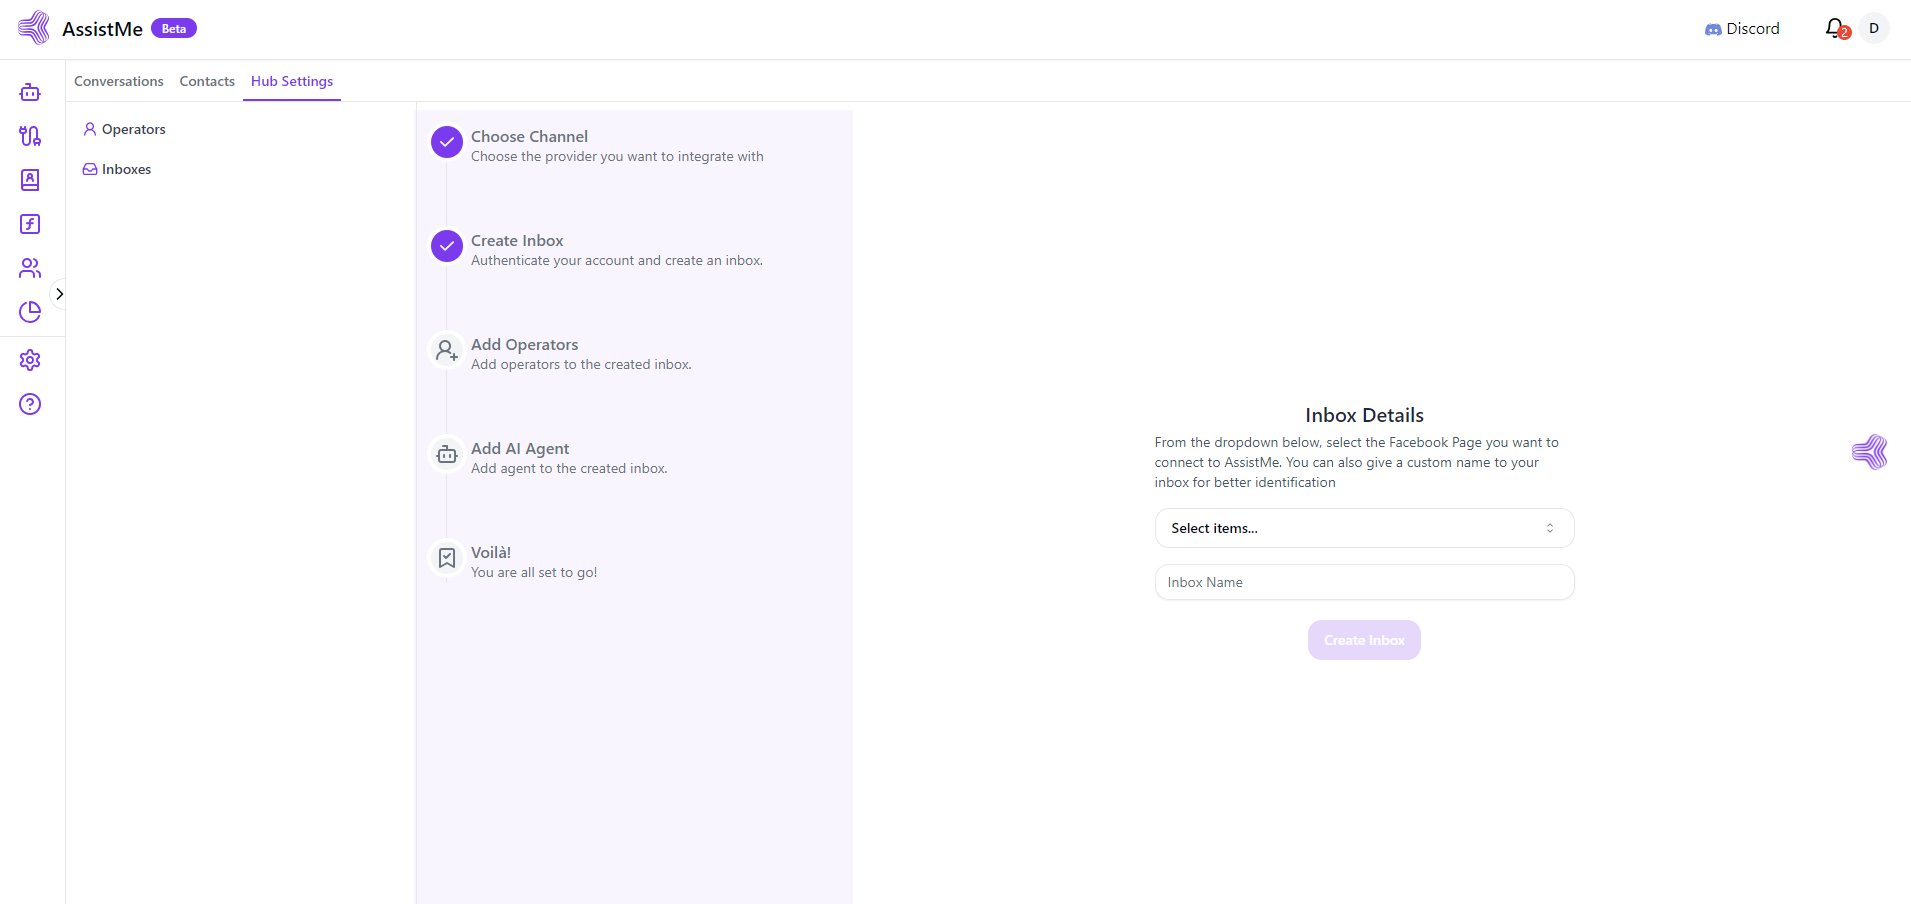 AssistMe Beta
Discord
2
D
Conversations Contacts Hub Settings
Operators
Inboxes
Choose Channel
Choose the provider you want to integrate with
Create Inbox
Authenticate your account and create an inbox.
Add Operators
Add operators to the created inbox.
Add AI Agent
Add agent to the created inbox.
Voilà!
You are all set to go!
Inbox Details
From the dropdown below, select the Facebook Page you want to
connect to AssistMe. You can also give a custom name to your
inbox for better identification
Select items...
Inbox Name
Create Inbox